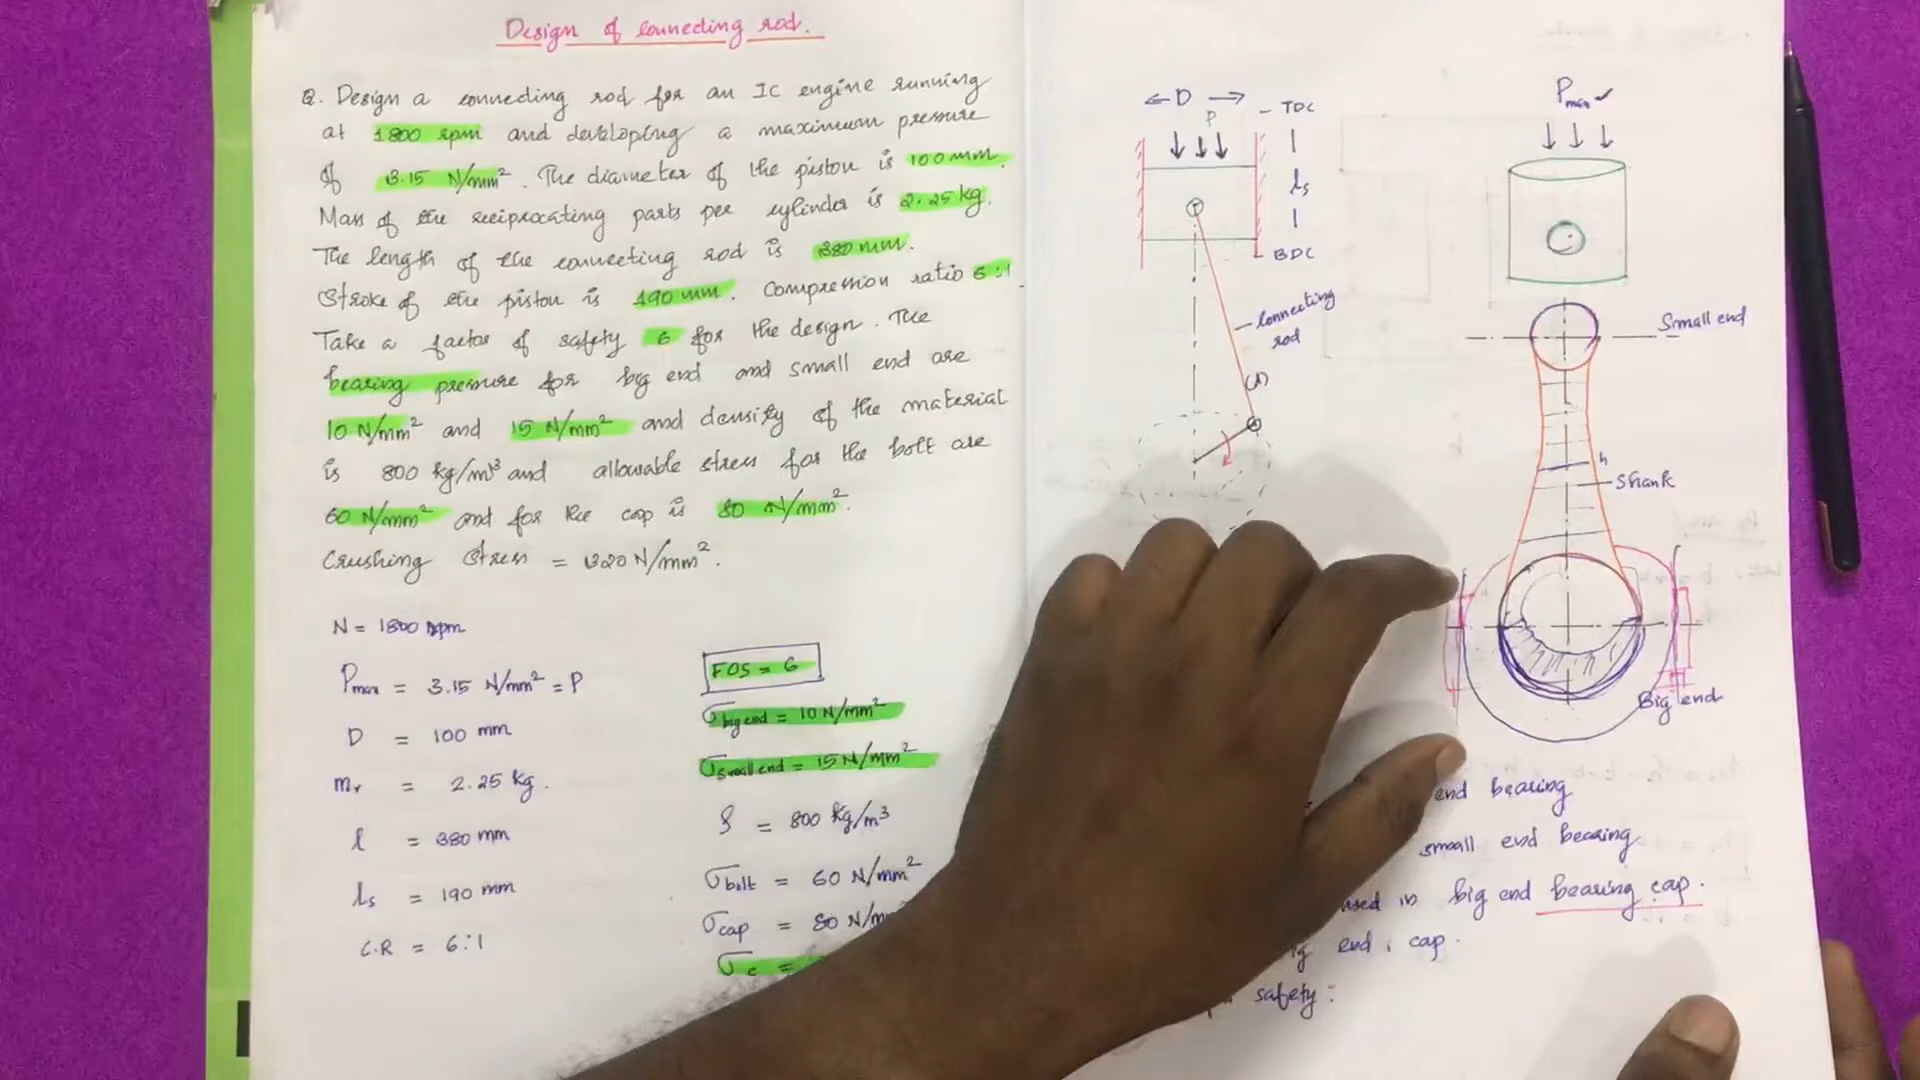 Design of connecting rod.
Q. Design a connecting rod for an IC engine running
at 1800 rpm and developing a maximum pressure
of 3.15 N/mm². The diameter of the piston is 100 mm.
Mass of the reciprocating parts per cylinder is 2.25 kg.
The length of the connecting rod is 380 mm.
Stroke of the piston is 190 mm. Compression ratio 6:1.
Take a factor of safety 6 for the design. The
bearing pressure for big end and small end are
10 N/mm² and 15 N/mm² and density of the material
is 800 kg/m³ and allowable stress for the bolt are
60 N/mm² and for the cap is 80 N/mm².
Crushing stress = 320 N/mm².
N = 1800 rpm
Pmax = 3.15 N/mm² = P
D = 100 mm
mr = 2.25 kg.
l = 380 mm
ls = 190 mm
C.R = 6:1
FOS = 6
σbig end = 10 N/mm²
σsmall end = 15 N/mm²
ρ = 800 kg/m³
σbolt = 60 N/mm²
σcap = 80
σc =
D
P
TDC
ls
BDC
connecting
rod
(l)
Pmax ✓
Small end
Shank
Big end
end bearing
small end bearing
in big end bearing cap.
end, cap.
safety: